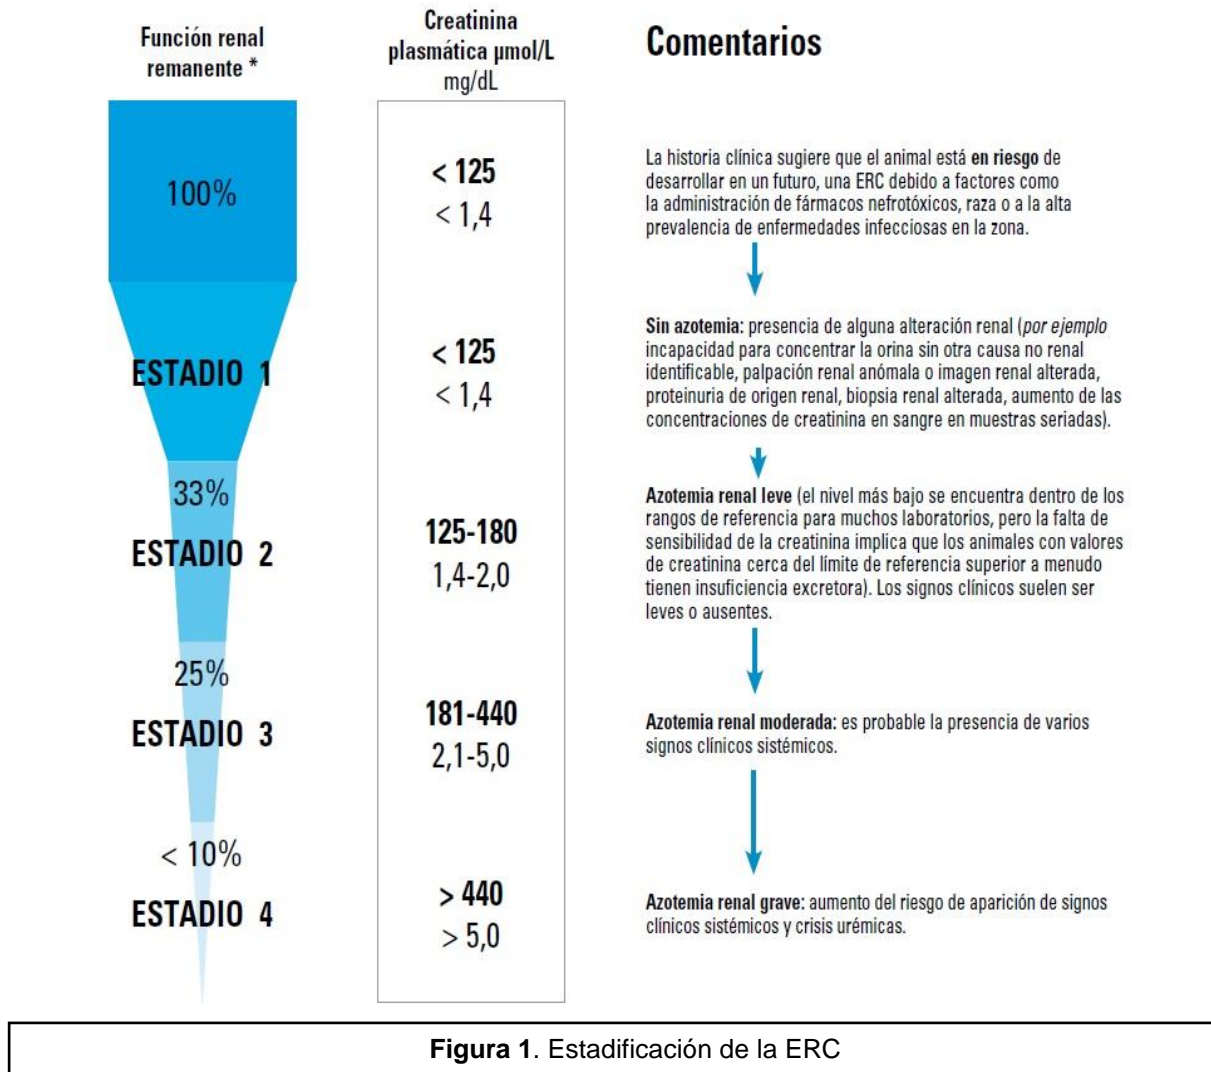 Función renal
remanente *
Creatinina
plasmática µmol/L
mg/dL
Comentarios
100%
< 125
< 1,4
La historia clínica sugiere que el animal está en riesgo de
desarrollar en un futuro, una ERC debido a factores como
la administración de fármacos nefrotóxicos, raza o a la alta
prevalencia de enfermedades infecciosas en la zona.
ESTADIO 1
< 125
< 1,4
Sin azotemia: presencia de alguna alteración renal (por ejemplo
incapacidad para concentrar la orina sin otra causa no renal
identificable, palpación renal anómala o imagen renal alterada,
proteinuria de origen renal, biopsia renal alterada, aumento de las
concentraciones de creatinina en sangre en muestras seriadas).
33%
ESTADIO 2
125-180
1,4-2,0
Azotemia renal leve (el nivel más bajo se encuentra dentro de los
rangos de referencia para muchos laboratorios, pero la falta de
sensibilidad de la creatinina implica que los animales con valores
de creatinina cerca del límite de referencia superior a menudo
tienen insuficiencia excretora). Los signos clínicos suelen ser
leves o ausentes.
25%
ESTADIO 3
181-440
2,1-5,0
Azotemia renal moderada: es probable la presencia de varios
signos clínicos sistémicos.
< 10%
ESTADIO 4
> 440
> 5,0
Azotemia renal grave: aumento del riesgo de aparición de signos
clínicos sistémicos y crisis urémicas.
Figura 1. Estadificación de la ERC